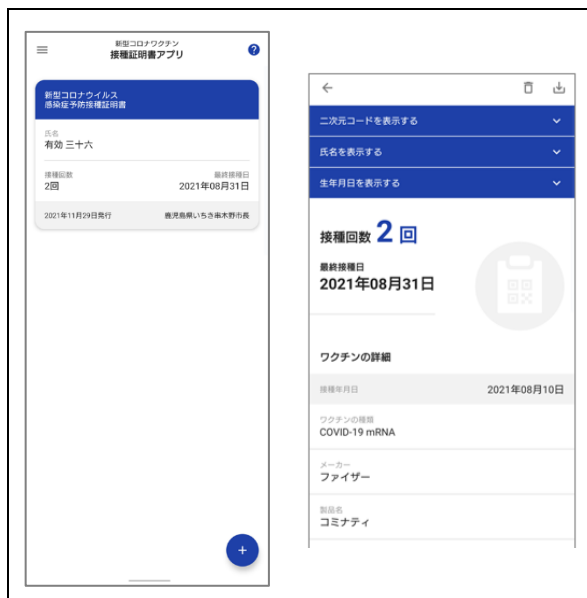 新型コロナワクチン
接種証明書アプリ
?
新型コロナウイルス
感染症予防接種証明書
氏名
有効 三十六
接種回数 最終接種日
2回 2021年08月31日
2021年11月29日発行 鹿児島県いちき串木野市長
+
二次元コードを表示する
氏名を表示する
生年月日を表示する
接種回数 2 回
最終接種日
2021年08月31日
ワクチンの詳細
接種年月日 2021年08月10日
ワクチンの種類
COVID-19 mRNA
メーカー
ファイザー
製品名
コミナティ